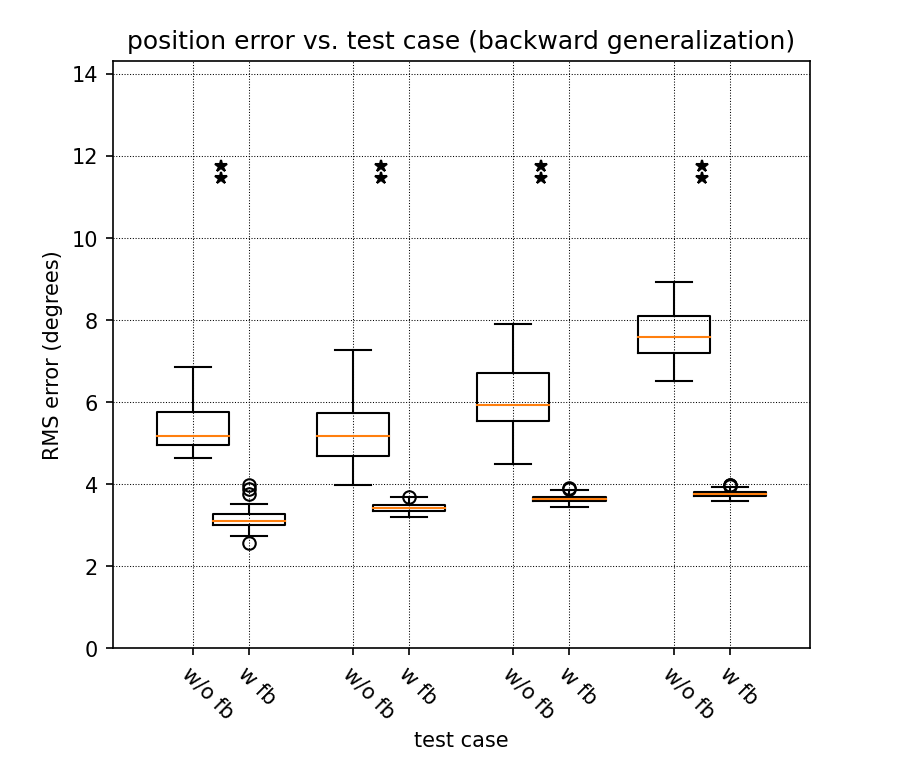 position error vs. test case (backward generalization)
14
12
10
8
6
4
2
0
RMS error (degrees)
w/o fb
w fb
w/o fb
w fb
w/o fb
w fb
w/o fb
w fb
test case